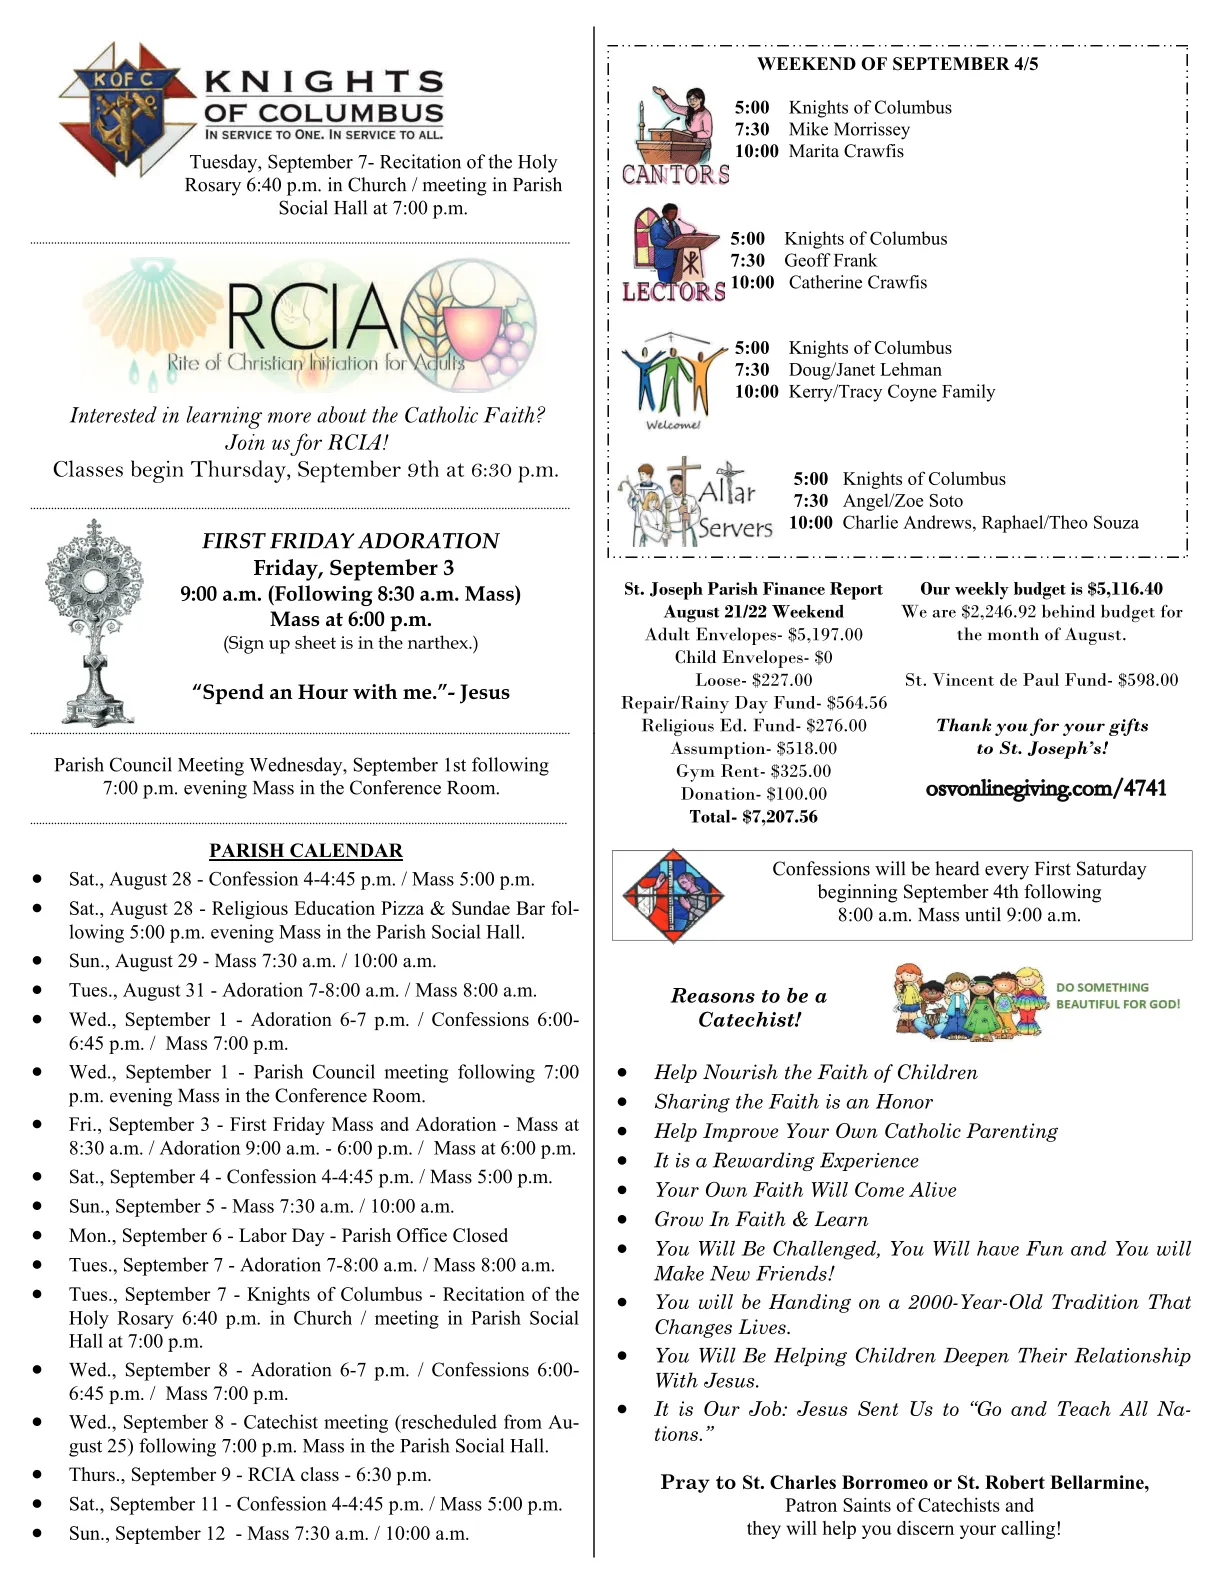 KOFC
KNIGHTS
OF COLUMBUS
IN SERVICE TO ONE. IN SERVICE TO ALL.
Tuesday, September 7- Recitation of the Holy
Rosary 6:40 p.m. in Church / meeting in Parish
Social Hall at 7:00 p.m.
RCIA
Rite of Christian Initiation for Adults
Interested in learning more about the Catholic Faith?
Join us for RCIA!
Classes begin Thursday, September 9th at 6:30 p.m.
FIRST FRIDAY ADORATION
Friday, September 3
9:00 a.m. (Following 8:30 a.m. Mass)
Mass at 6:00 p.m.
(Sign up sheet is in the narthex.)
“Spend an Hour with me.”- Jesus
Parish Council Meeting Wednesday, September 1st following
7:00 p.m. evening Mass in the Conference Room.
PARISH CALENDAR
• Sat., August 28 - Confession 4-4:45 p.m. / Mass 5:00 p.m.
• Sat., August 28 - Religious Education Pizza & Sundae Bar fol-
lowing 5:00 p.m. evening Mass in the Parish Social Hall.
• Sun., August 29 - Mass 7:30 a.m. / 10:00 a.m.
• Tues., August 31 - Adoration 7-8:00 a.m. / Mass 8:00 a.m.
• Wed., September 1 - Adoration 6-7 p.m. / Confessions 6:00-
6:45 p.m. / Mass 7:00 p.m.
• Wed., September 1 - Parish Council meeting following 7:00
p.m. evening Mass in the Conference Room.
• Fri., September 3 - First Friday Mass and Adoration - Mass at
8:30 a.m. / Adoration 9:00 a.m. - 6:00 p.m. / Mass at 6:00 p.m.
• Sat., September 4 - Confession 4-4:45 p.m. / Mass 5:00 p.m.
• Sun., September 5 - Mass 7:30 a.m. / 10:00 a.m.
• Mon., September 6 - Labor Day - Parish Office Closed
• Tues., September 7 - Adoration 7-8:00 a.m. / Mass 8:00 a.m.
• Tues., September 7 - Knights of Columbus - Recitation of the
Holy Rosary 6:40 p.m. in Church / meeting in Parish Social
Hall at 7:00 p.m.
• Wed., September 8 - Adoration 6-7 p.m. / Confessions 6:00-
6:45 p.m. / Mass 7:00 p.m.
• Wed., September 8 - Catechist meeting (rescheduled from Au-
gust 25) following 7:00 p.m. Mass in the Parish Social Hall.
• Thurs., September 9 - RCIA class - 6:30 p.m.
• Sat., September 11 - Confession 4-4:45 p.m. / Mass 5:00 p.m.
• Sun., September 12 - Mass 7:30 a.m. / 10:00 a.m.
WEEKEND OF SEPTEMBER 4/5
CANTORS
5:00 Knights of Columbus
7:30 Mike Morrissey
10:00 Marita Crawfis
LECTORS
5:00 Knights of Columbus
7:30 Geoff Frank
10:00 Catherine Crawfis
Welcome!
5:00 Knights of Columbus
7:30 Doug/Janet Lehman
10:00 Kerry/Tracy Coyne Family
Altar
Servers
5:00 Knights of Columbus
7:30 Angel/Zoe Soto
10:00 Charlie Andrews, Raphael/Theo Souza
St. Joseph Parish Finance Report
August 21/22 Weekend
Adult Envelopes- $5,197.00
Child Envelopes- $0
Loose- $227.00
Repair/Rainy Day Fund- $564.56
Religious Ed. Fund- $276.00
Assumption- $518.00
Gym Rent- $325.00
Donation- $100.00
Total- $7,207.56
Our weekly budget is $5,116.40
We are $2,246.92 behind budget for
the month of August.
St. Vincent de Paul Fund- $598.00
Thank you for your gifts
to St. Joseph’s!
osvonlinegiving.com/4741
Confessions will be heard every First Saturday
beginning September 4th following
8:00 a.m. Mass until 9:00 a.m.
Reasons to be a
Catechist!
DO SOMETHING
BEAUTIFUL FOR GOD!
• Help Nourish the Faith of Children
• Sharing the Faith is an Honor
• Help Improve Your Own Catholic Parenting
• It is a Rewarding Experience
• Your Own Faith Will Come Alive
• Grow In Faith & Learn
• You Will Be Challenged, You Will have Fun and You will
Make New Friends!
• You will be Handing on a 2000-Year-Old Tradition That
Changes Lives.
• You Will Be Helping Children Deepen Their Relationship
With Jesus.
• It is Our Job: Jesus Sent Us to “Go and Teach All Na-
tions.”
Pray to St. Charles Borromeo or St. Robert Bellarmine,
Patron Saints of Catechists and
they will help you discern your calling!